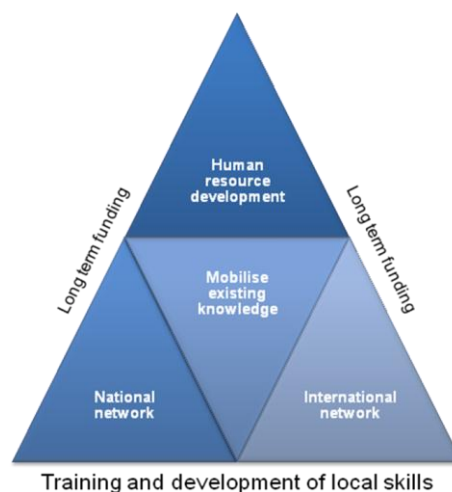 Human
resource
development
Long term funding
Long term funding
Mobilise
existing
knowledge
National
network
International
network
Training and development of local skills